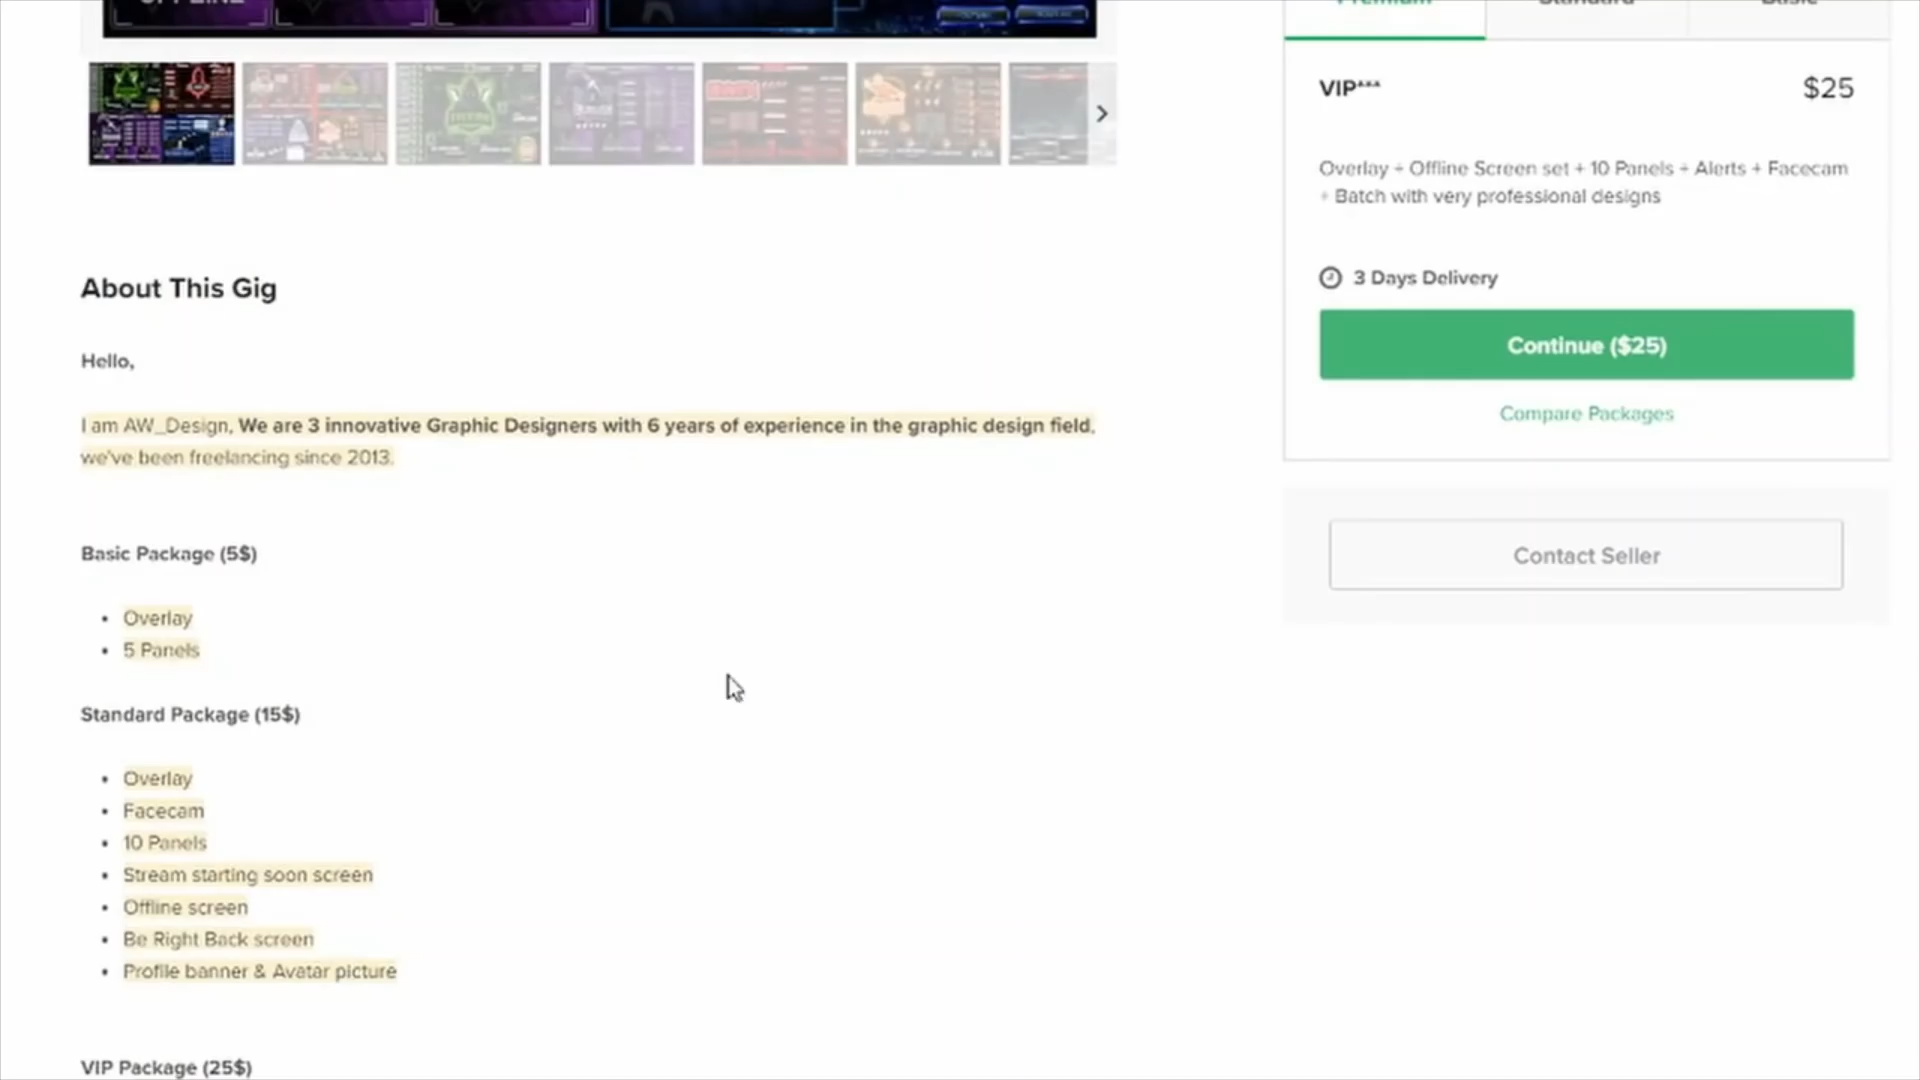 OFFLINE
Premium
Standard
Basic
VIP***
$25
Overlay + Offline Screen set + 10 Panels + Alerts + Facecam
+ Batch with very professional designs
3 Days Delivery
Continue ($25)
Compare Packages
Contact Seller
About This Gig
Hello,
I am AW_Design, We are 3 innovative Graphic Designers with 6 years of experience in the graphic design field,
we've been freelancing since 2013.
Basic Package (5$)
• Overlay
• 5 Panels
Standard Package (15$)
• Overlay
• Facecam
• 10 Panels
• Stream starting soon screen
• Offline screen
• Be Right Back screen
• Profile banner & Avatar picture
VIP Package (25$)